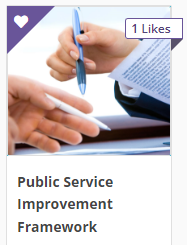 1 Likes
Public Service
Improvement
Framework